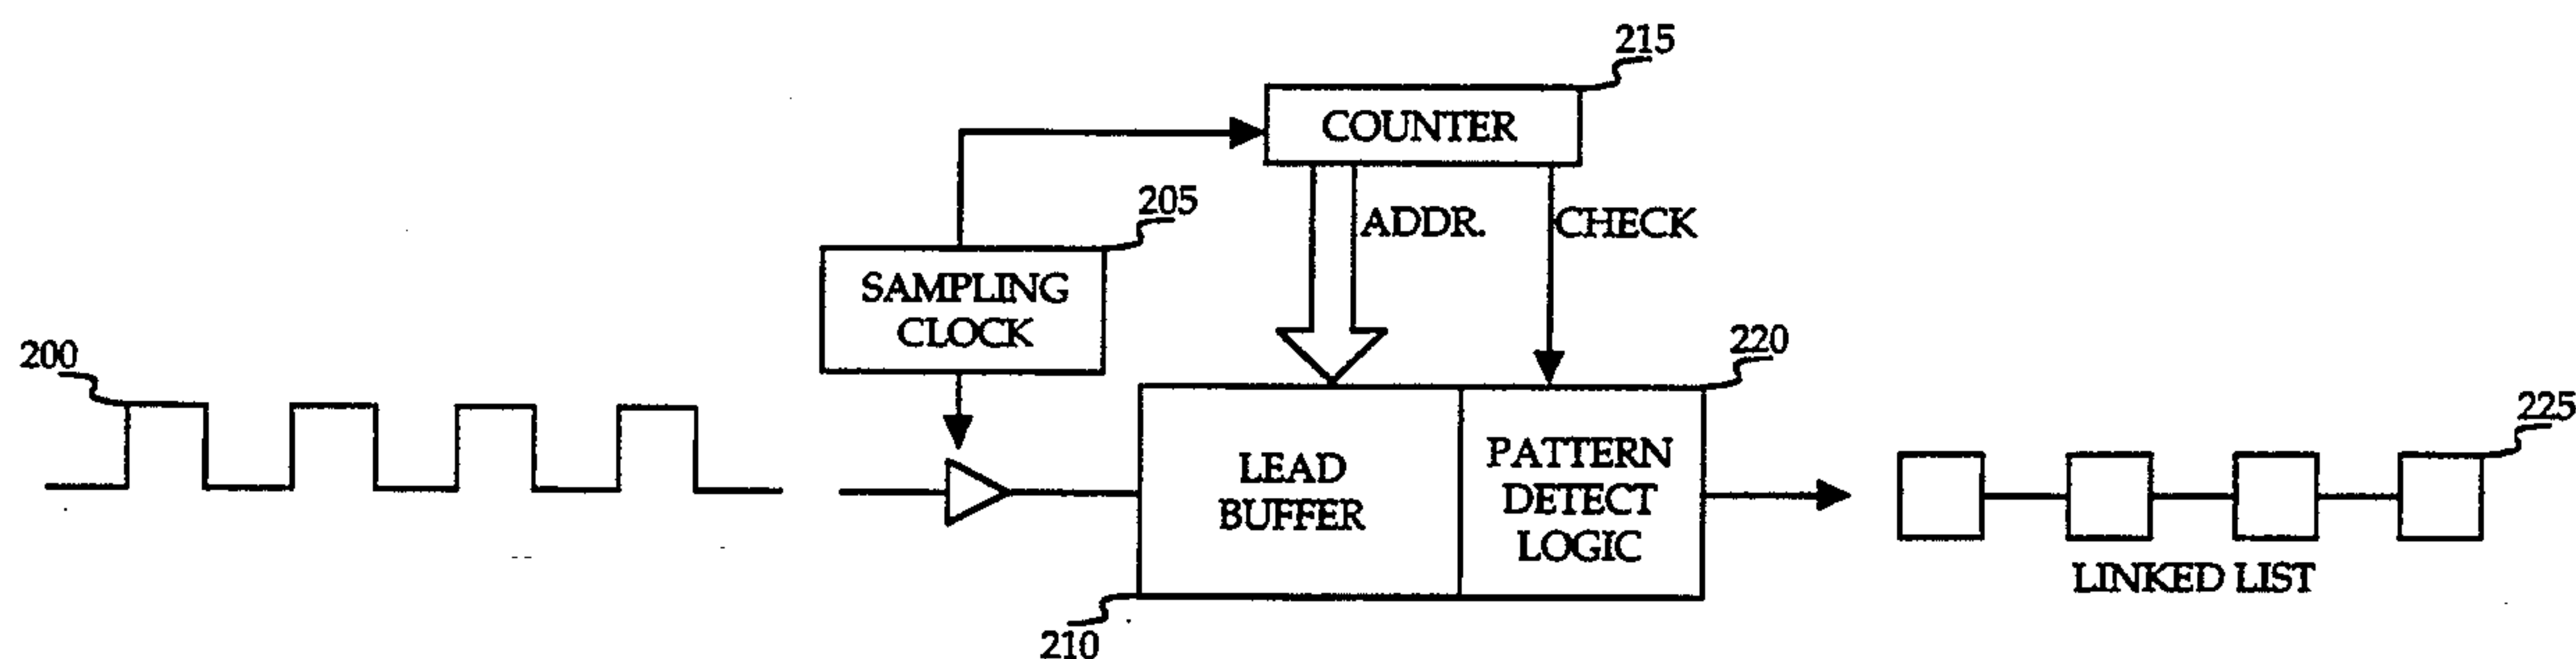 215
COUNTER
205
ADDR.
CHECK
SAMPLING
CLOCK
200
220
225
LEAD
BUFFER
PATTERN
DETECT
LOGIC
LINKED LIST
210